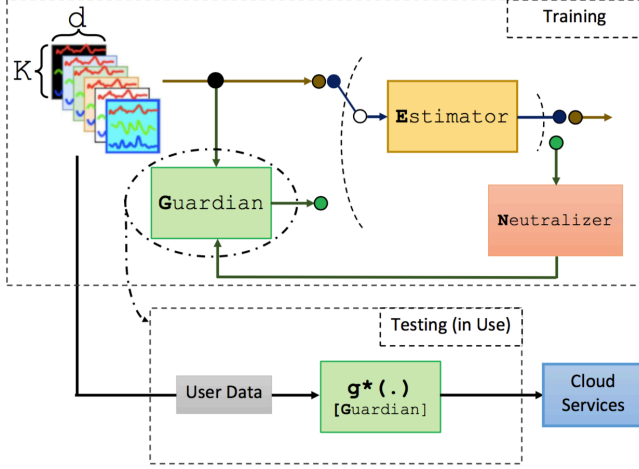 d
Training
K
Estimator
Guardian
Neutralizer
Testing (in Use)
User Data
g*(.)
[Guardian]
Cloud
Services